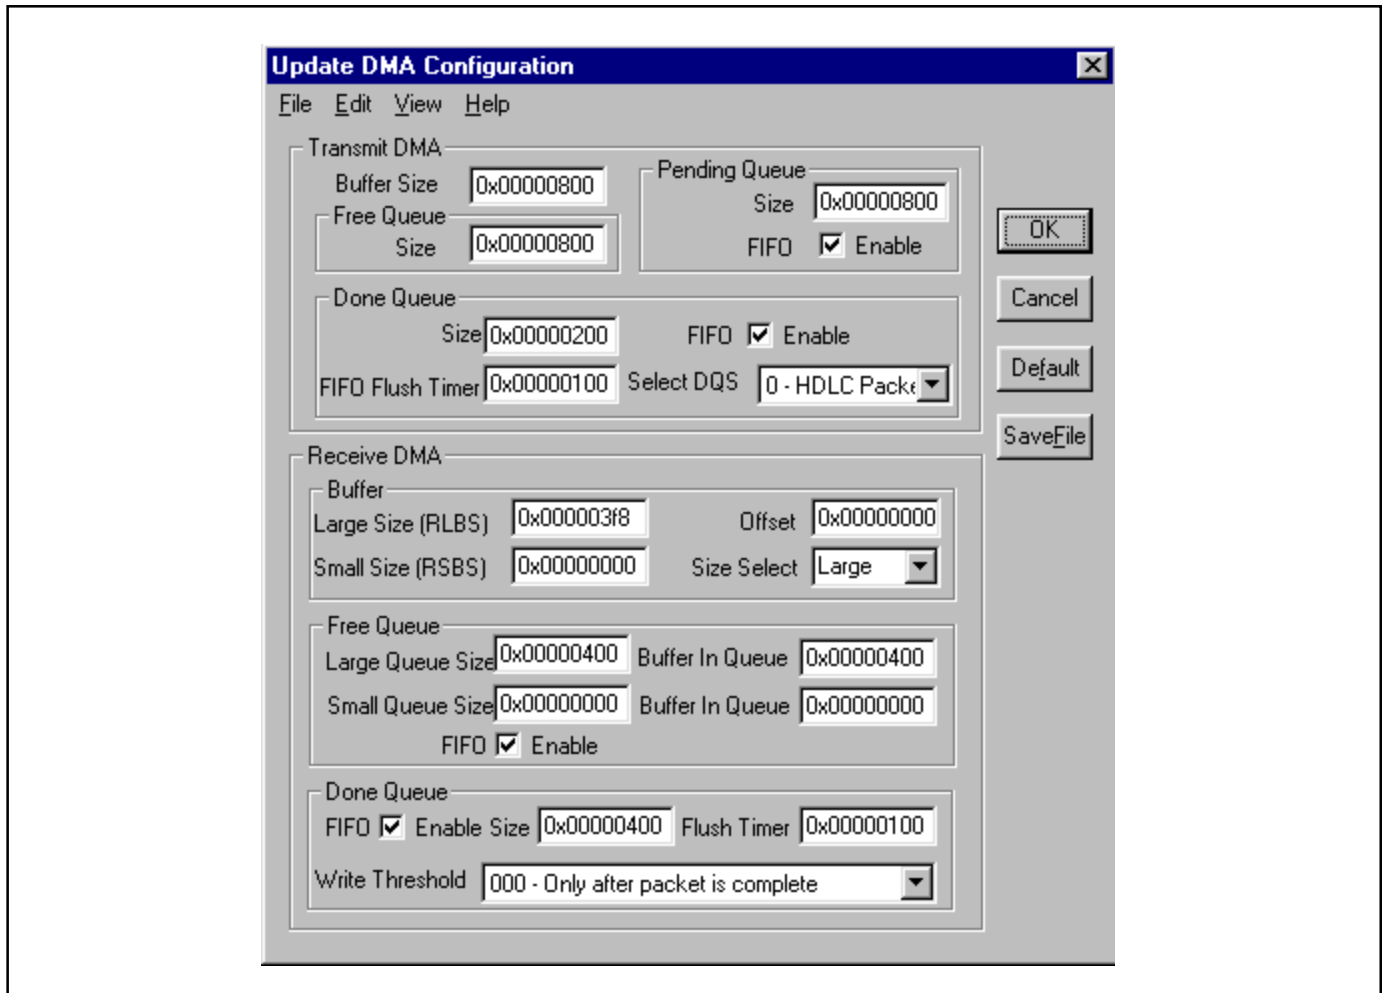 Update DMA Configuration
File Edit View Help
Transmit DMA
Buffer Size 0x00000800
Free Queue
Size 0x00000800
Pending Queue
Size 0x00000800
FIFO Enable
Done Queue
Size 0x00000200 FIFO Enable
FIFO Flush Timer 0x00000100 Select DQS 0 - HDLC Packe
OK
Cancel
Default
SaveFile
Receive DMA
Buffer
Large Size (RLBS) 0x000003f8 Offset 0x00000000
Small Size (RSBS) 0x00000000 Size Select Large
Free Queue
Large Queue Size 0x00000400 Buffer In Queue 0x00000400
Small Queue Size 0x00000000 Buffer In Queue 0x00000000
FIFO Enable
Done Queue
FIFO Enable Size 0x00000400 Flush Timer 0x00000100
Write Threshold 000 - Only after packet is complete